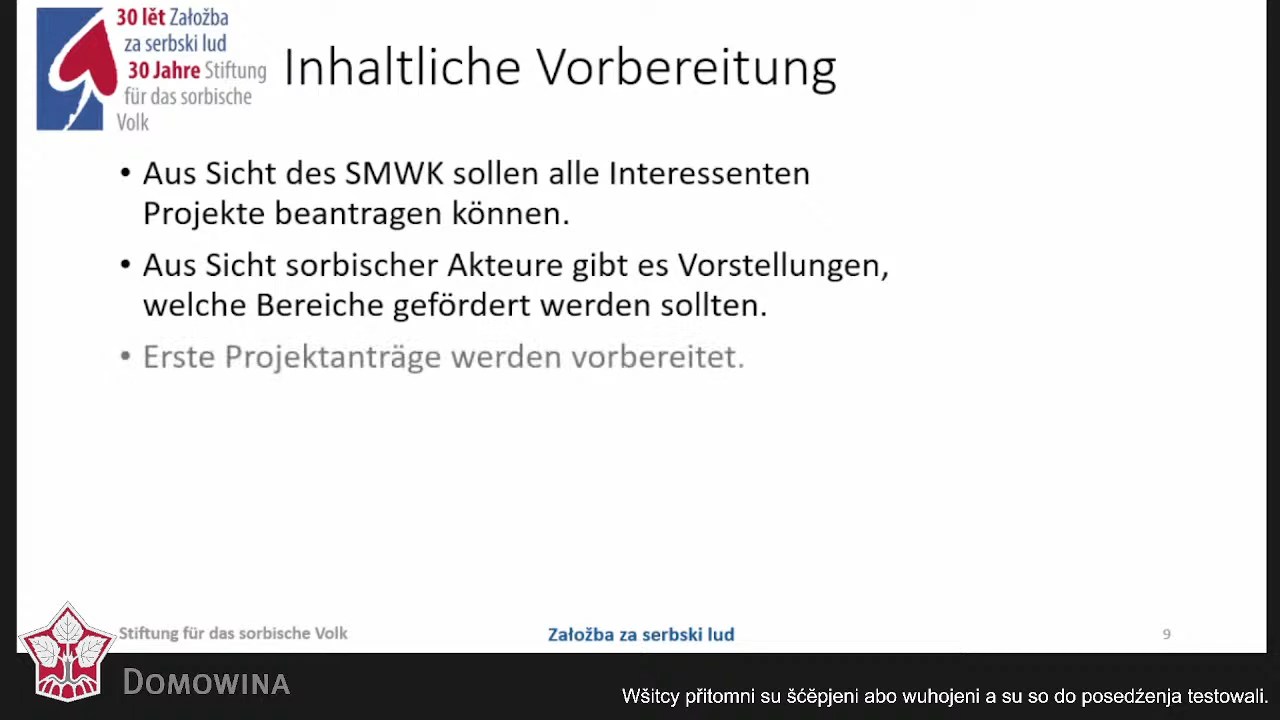 30 lět Załožba
za serbski lud
30 Jahre Stiftung
für das sorbische
Volk
Inhaltliche Vorbereitung
• Aus Sicht des SMWK sollen alle Interessenten
Projekte beantragen können.
• Aus Sicht sorbischer Akteure gibt es Vorstellungen,
welche Bereiche gefördert werden sollten.
• Erste Projektanträge werden vorbereitet.
Stiftung für das sorbische Volk
Załožba za serbski lud
9
DOMOWINA
Wšitcy přitomni su šćěpjeni abo wuhojeni a su so do posedźenja testowali.